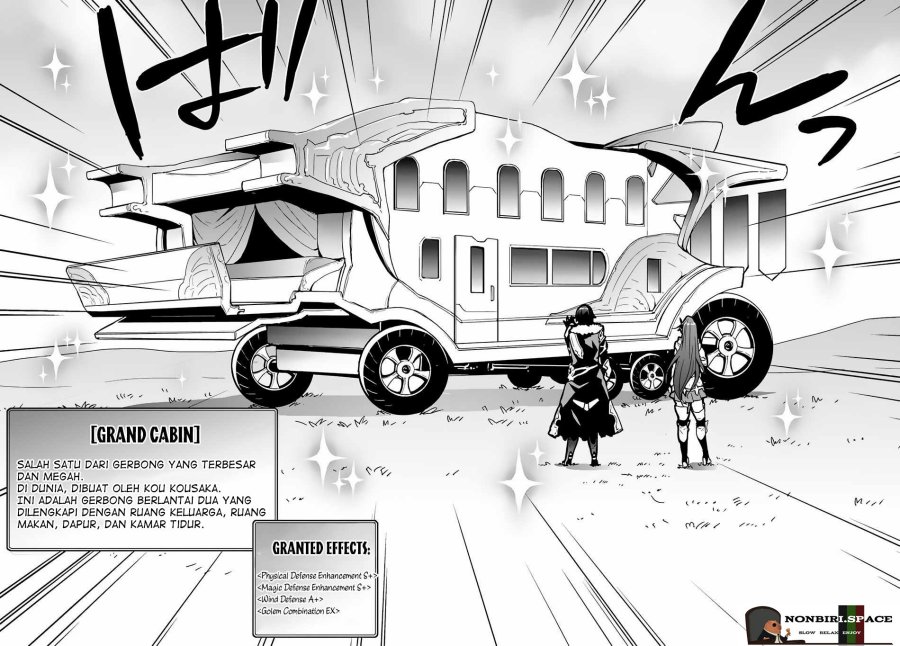 ばん
っ
[GRAND CABIN]
SALAH SATU DARI GERBONG YANG TERBESAR
DAN MEGAH.
DI DUNIA, DIBUAT OLEH KOU KOUSAKA.
INI ADALAH GERBONG BERLANTAI DUA YANG
DILENGKAPI DENGAN RUANG KELUARGA, RUANG
MAKAN, DAPUR, DAN KAMAR TIDUR.
GRANTED EFFECTS:
<Physical Defense Enhancement S+>
<Magic Defense Enhancement S+>
<Wind Defense A+>
<Golem Combination EX>
NONBIRI.SPACE
SLOW RELAX ENJOY